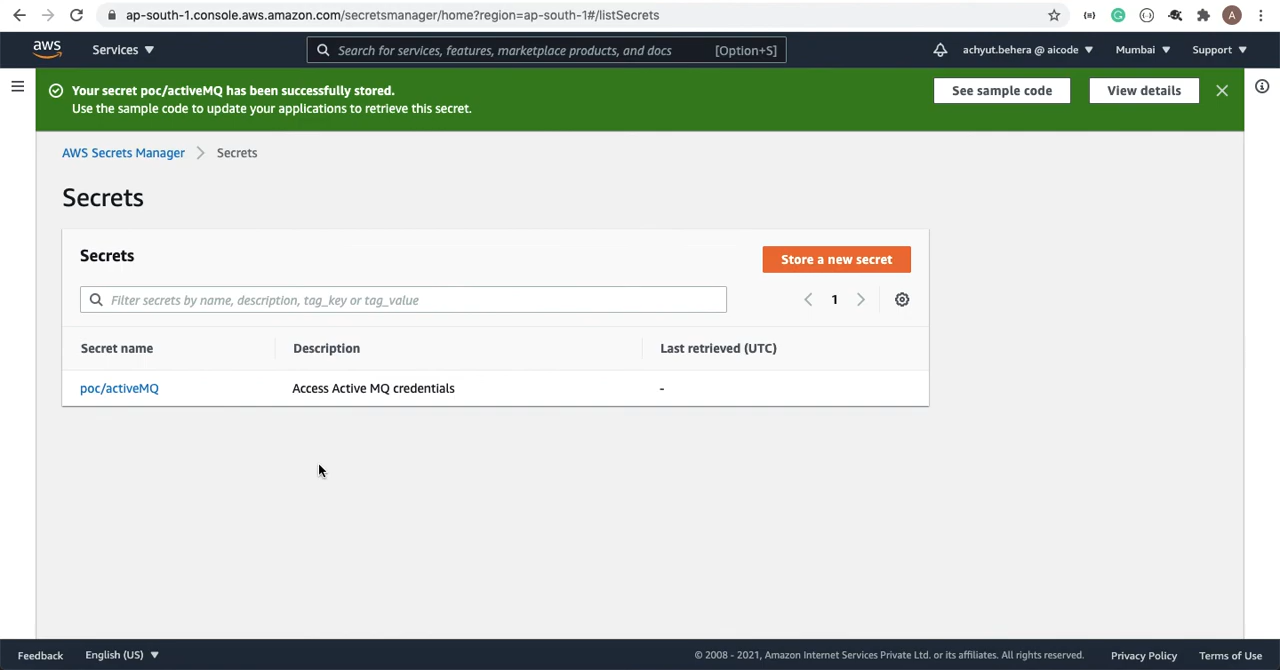 ap-south-1.console.aws.amazon.com/secretsmanager/home?region=ap-south-1#/listSecrets
A
aws
Services
Search for services, features, marketplace products, and docs
[Option+S]
achyut.behera @ aicode
Mumbai
Support
Your secret poc/activeMQ has been successfully stored.
Use the sample code to update your applications to retrieve this secret.
See sample code
View details
AWS Secrets Manager
Secrets
Secrets
Secrets
Store a new secret
Filter secrets by name, description, tag_key or tag_value
1
Secret name
Description
Last retrieved (UTC)
poc/activeMQ
Access Active MQ credentials
-
Feedback
English (US)
© 2008 - 2021, Amazon Internet Services Private Ltd. or its affiliates. All rights reserved.
Privacy Policy
Terms of Use